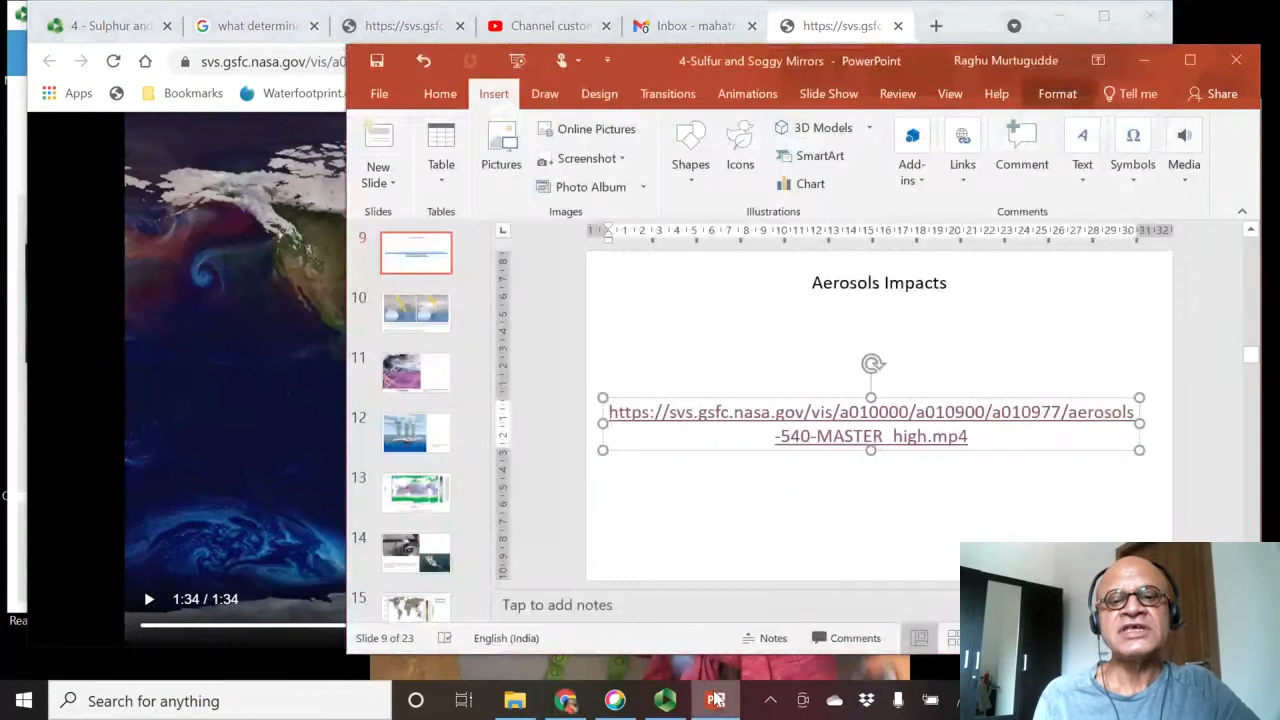 4 - Sulphur and
what determine
https://svs.gsfc
Channel custom
Inbox - mahatr
https://svs.gsfc
svs.gsfc.nasa.gov/vis/a0
Apps
Bookmarks
Waterfootprint.
4-Sulfur and Soggy Mirrors - PowerPoint
Raghu Murtugudde
File
Home
Insert
Draw
Design
Transitions
Animations
Slide Show
Review
View
Help
Format
Tell me
Share
New
Slide
Table
Pictures
Online Pictures
Screenshot
Photo Album
Shapes
Icons
3D Models
SmartArt
Chart
Add-
ins
Links
Comment
Text
Symbols
Media
Slides
Tables
Images
Illustrations
Comments
9
10
11
12
13
14
15
Aerosols Impacts
https://svs.gsfc.nasa.gov/vis/a010000/a010900/a010977/aerosols
-540-MASTER_high.mp4
1:34 / 1:34
Tap to add notes
Slide 9 of 23
English (India)
Notes
Comments
Rea
Search for anything